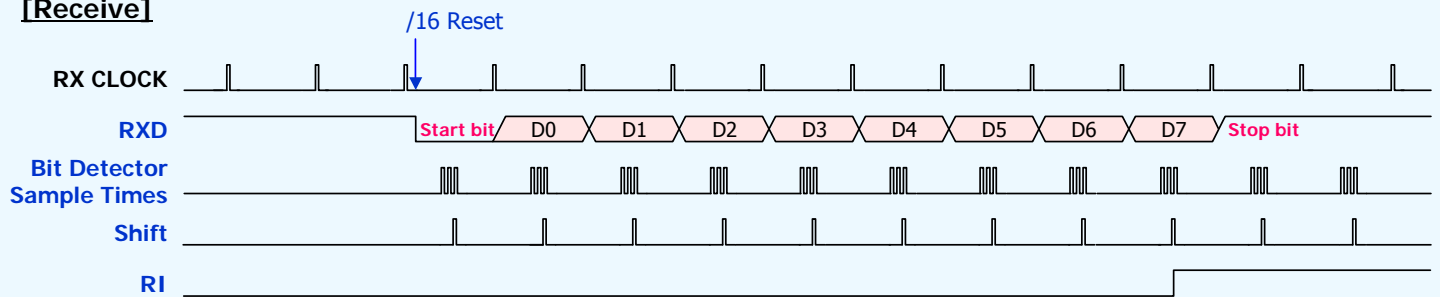 [Receive]
/16 Reset
RX CLOCK
RXD
Start bit D0 D1 D2 D3 D4 D5 D6 D7 Stop bit
Bit Detector
Sample Times
Shift
RI